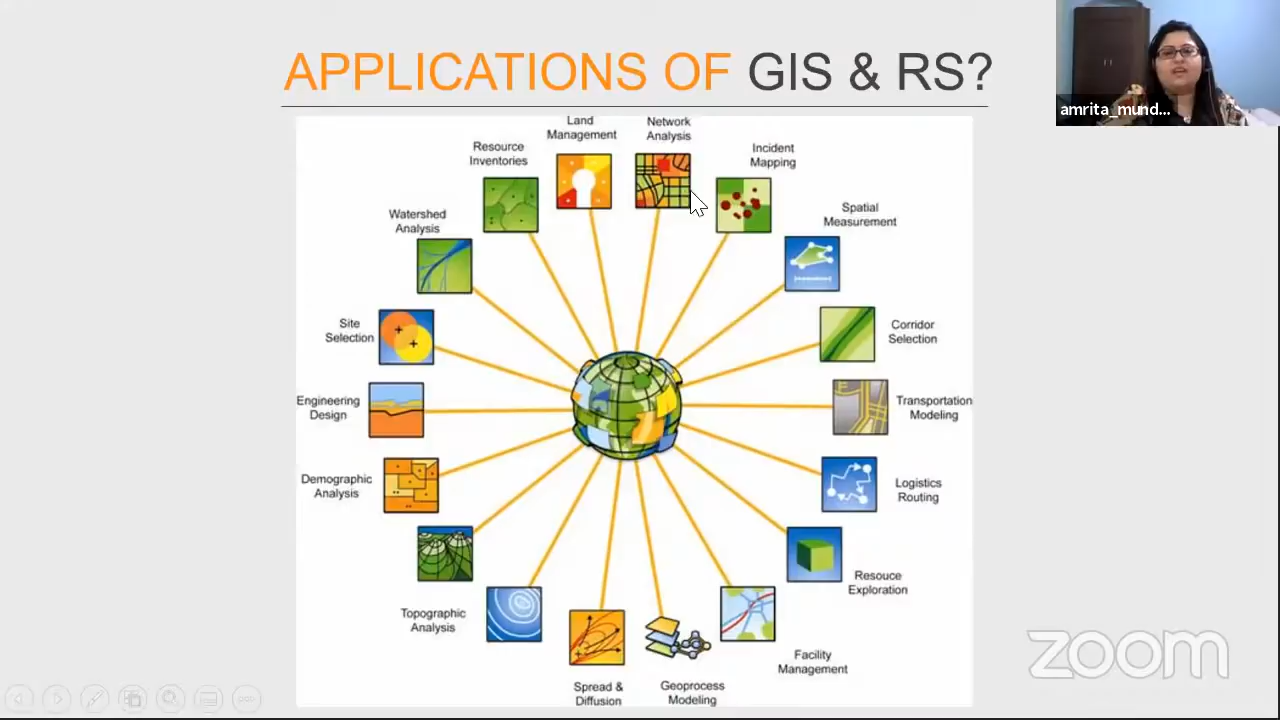 APPLICATIONS OF GIS & RS?
amrita_mund...
Land
Management
Network
Analysis
Resource
Inventories
Incident
Mapping
Watershed
Analysis
Spatial
Measurement
Site
Selection
Corridor
Selection
Engineering
Design
Transportation
Modeling
Demographic
Analysis
Logistics
Routing
Resouce
Exploration
Topographic
Analysis
Facility
Management
Spread &
Diffusion
Geoprocess
Modeling
zoom